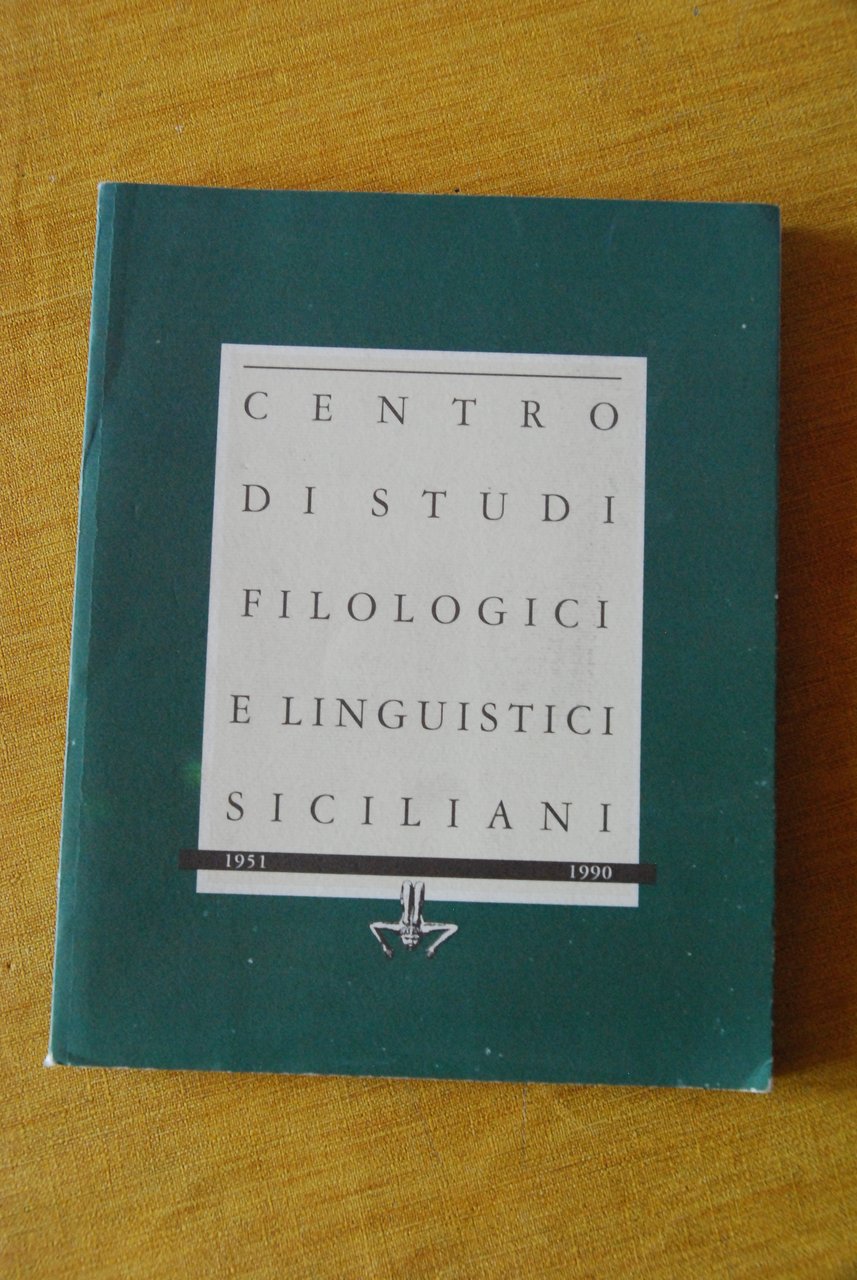 CENTRO
DI STUDI
FILOLOGICI
E LINGUISTICI
SICILIANI
1951 1990